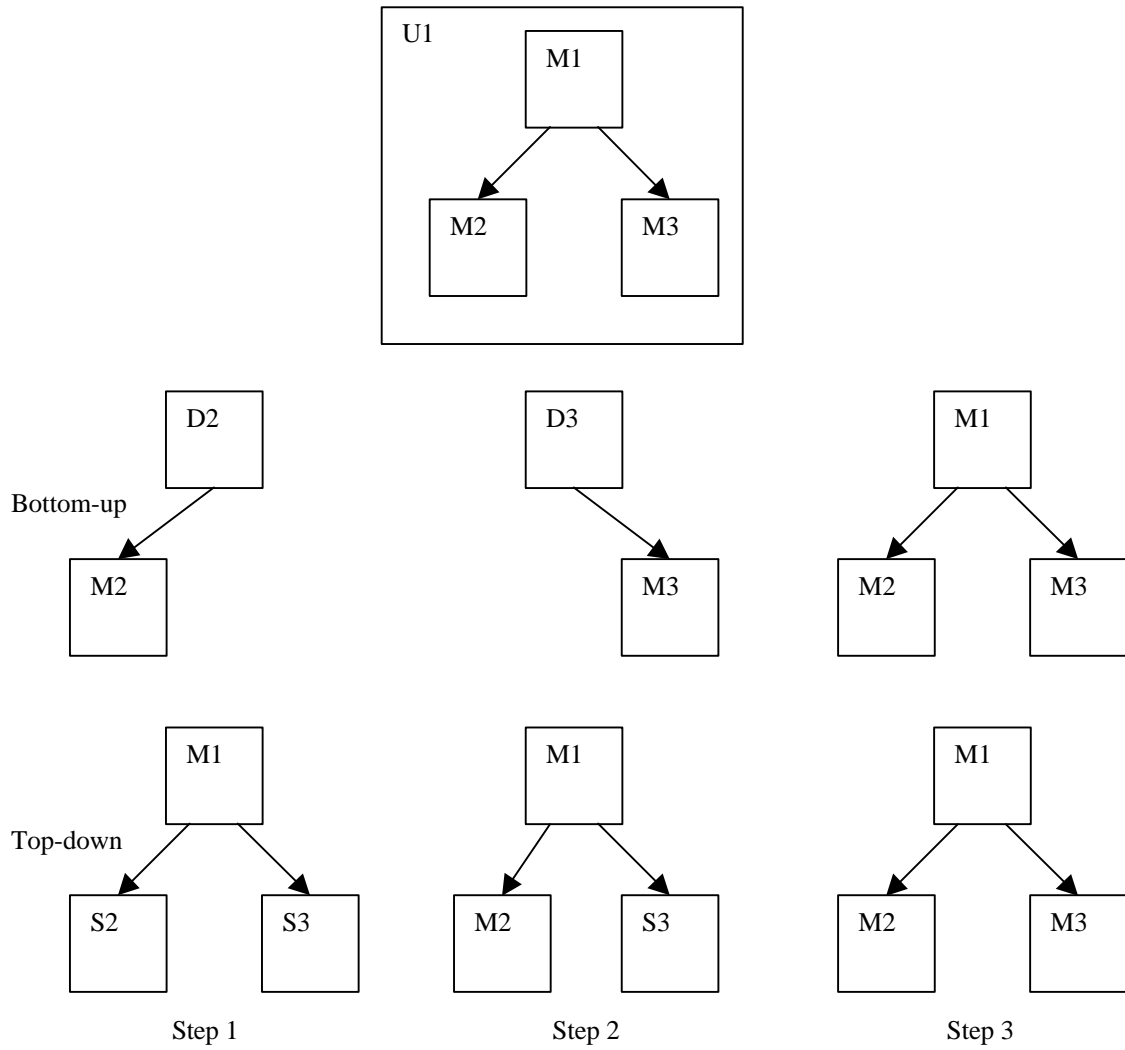 U1
M1
M2 M3
D2 D3 M1
Bottom-up
M2 M3 M2 M3
M1 M1 M1
Top-down
S2 S3 M2 S3 M2 M3
Step 1 Step 2 Step 3